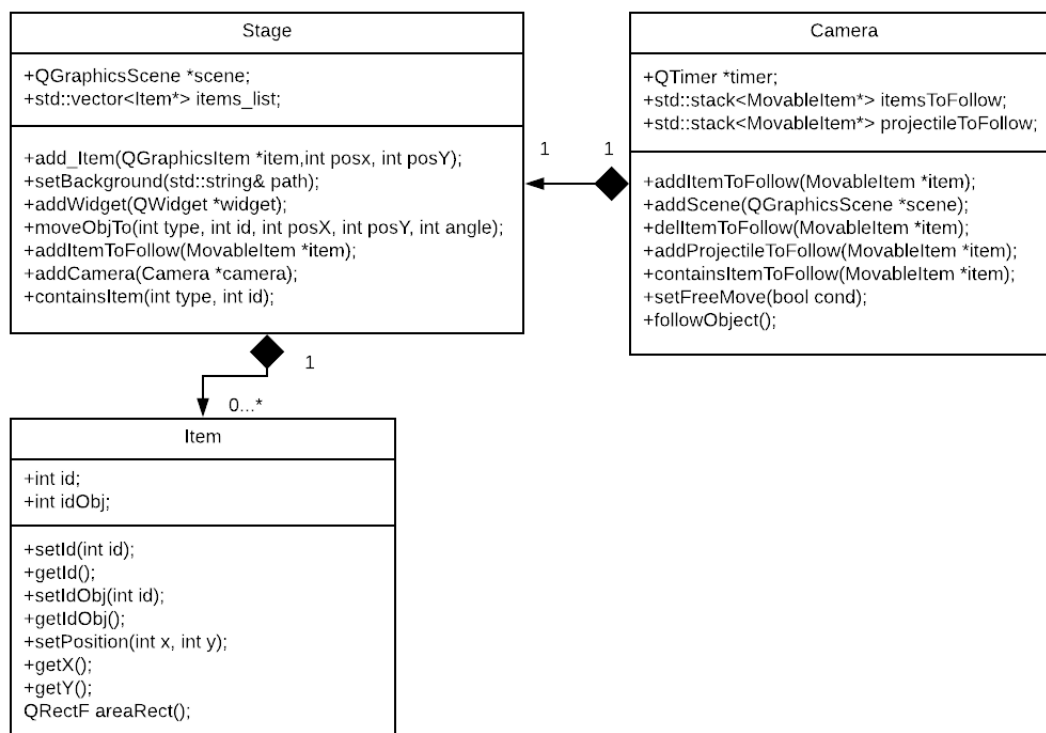 Stage
+QGraphicsScene *scene;
+std::vector<Item*> items_list;
+add_Item(QGraphicsItem *item,int posx, int posY);
+setBackground(std::string& path);
+addWidget(QWidget *widget);
+moveObjTo(int type, int id, int posX, int posY, int angle);
+addItemToFollow(MovableItem *item);
+addCamera(Camera *camera);
+containsItem(int type, int id);
1
1
Camera
+QTimer *timer;
+std::stack<MovableItem*> itemsToFollow;
+std::stack<MovableItem*> projectileToFollow;
+addItemToFollow(MovableItem *item);
+addScene(QGraphicsScene *scene);
+delItemToFollow(MovableItem *item);
+addProjectileToFollow(MovableItem *item);
+containsItemToFollow(MovableItem *item);
+setFreeMove(bool cond);
+followObject();
1
0...*
Item
+int id;
+int idObj;
+setId(int id);
+getId();
+setIdObj(int id);
+getIdObj();
+setPosition(int x, int y);
+getX();
+getY();
QRectF areaRect();